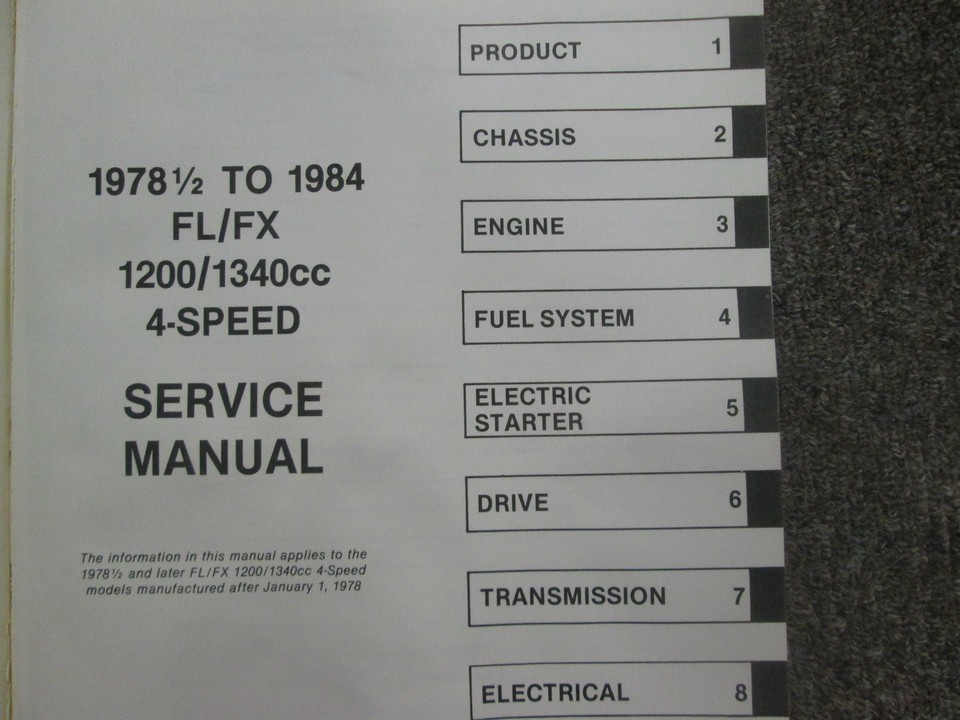 1978½ TO 1984
FL/FX
1200/1340cc
4-SPEED
SERVICE
MANUAL
The information in this manual applies to the
1978½ and later FL/FX 1200/1340cc 4-Speed
models manufactured after January 1, 1978
PRODUCT 1
CHASSIS 2
ENGINE 3
FUEL SYSTEM 4
ELECTRIC
STARTER 5
DRIVE 6
TRANSMISSION 7
ELECTRICAL 8